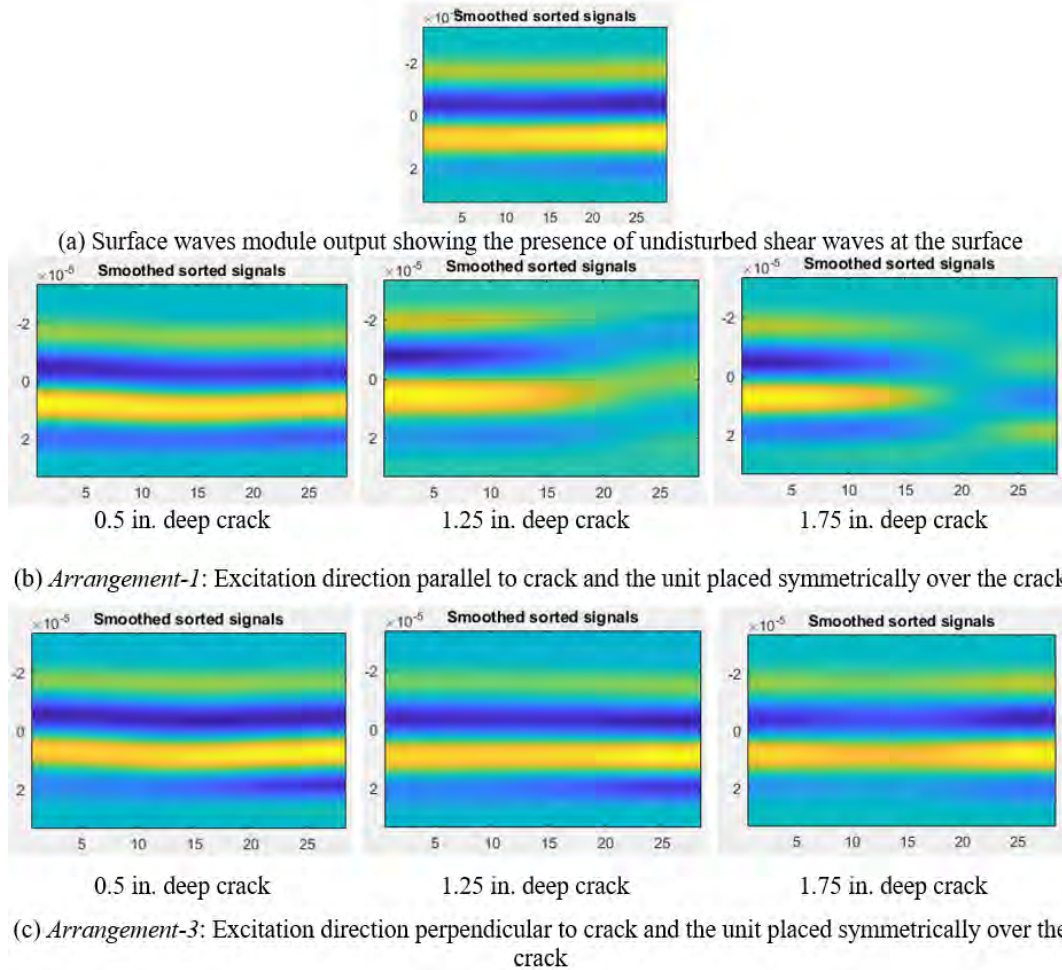 ×10⁻⁵ Smoothed sorted signals
-2
0
2
5 10 15 20 25
(a) Surface waves module output showing the presence of undisturbed shear waves at the surface
×10⁻⁵ Smoothed sorted signals
-2
0
2
5 10 15 20 25
×10⁻⁵ Smoothed sorted signals
-2
0
2
5 10 15 20 25
×10⁻⁵ Smoothed sorted signals
-2
0
2
5 10 15 20 25
0.5 in. deep crack
1.25 in. deep crack
1.75 in. deep crack
(b) Arrangement-1: Excitation direction parallel to crack and the unit placed symmetrically over the crack
×10⁻⁵ Smoothed sorted signals
-2
0
2
5 10 15 20 25
×10⁻⁵ Smoothed sorted signals
-2
0
2
5 10 15 20 25
×10⁻⁵ Smoothed sorted signals
-2
0
2
5 10 15 20 25
0.5 in. deep crack
1.25 in. deep crack
1.75 in. deep crack
(c) Arrangement-3: Excitation direction perpendicular to crack and the unit placed symmetrically over the
crack